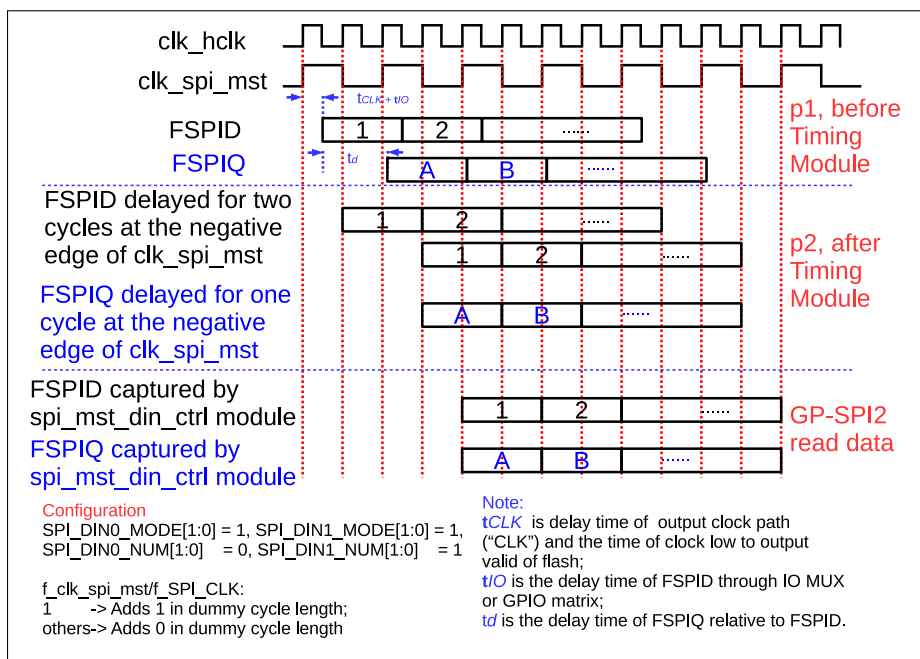 clk_hclk
clk_spi_mst
tCLK + tIO
FSPID
1 2 ......
p1, before
Timing
Module
FSPIQ
td
A B ......
FSPID delayed for two
cycles at the negative
edge of clk_spi_mst
1 2 ......
1 2 ......
p2, after
Timing
Module
FSPIQ delayed for one
cycle at the negative
edge of clk_spi_mst
A B ......
FSPID captured by
spi_mst_din_ctrl module
1 2 ......
GP-SPI2
read data
FSPIQ captured by
spi_mst_din_ctrl module
A B ......
Configuration
SPI_DIN0_MODE[1:0] = 1, SPI_DIN1_MODE[1:0] = 1,
SPI_DIN0_NUM[1:0] = 0, SPI_DIN1_NUM[1:0] = 1
f_clk_spi_mst/f_SPI_CLK:
1 -> Adds 1 in dummy cycle length;
others-> Adds 0 in dummy cycle length
Note:
tCLK is delay time of output clock path
("CLK") and the time of clock low to output
valid of flash;
tIO is the delay time of FSPID through IO MUX
or GPIO matrix;
td is the delay time of FSPIQ relative to FSPID.